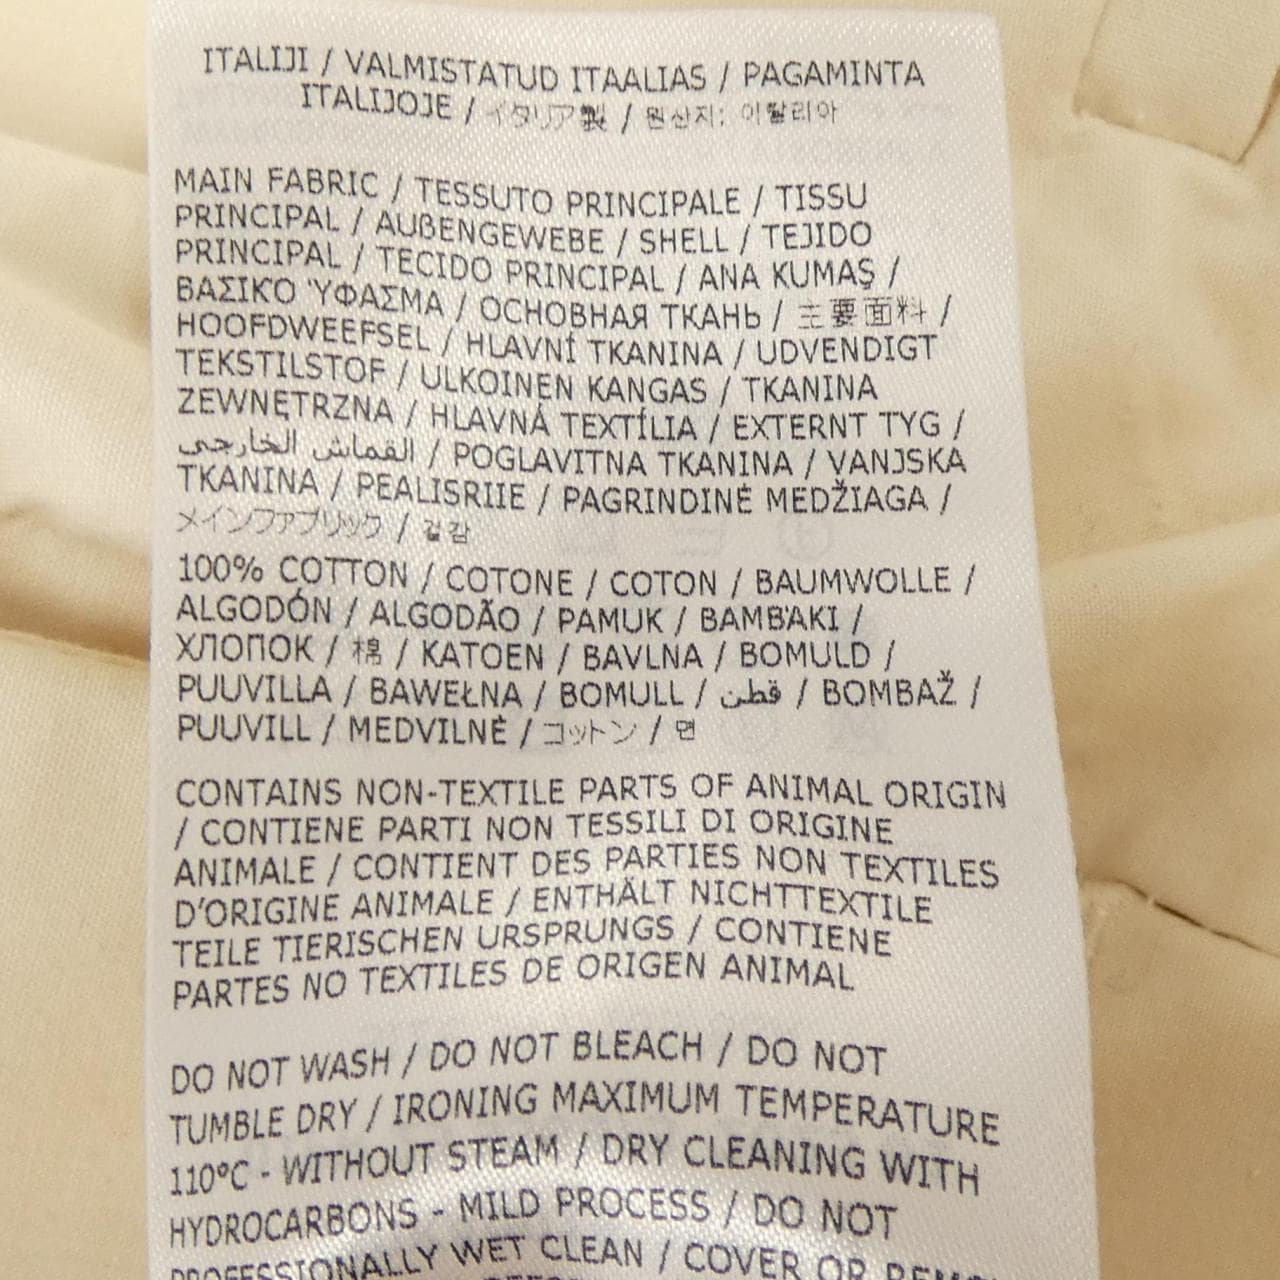 ITALIJI / VALMISTATUD ITAALIAS / PAGAMINTA
ITALIJOJE / イタリア製 / 원산지: 이탈리아
MAIN FABRIC / TESSUTO PRINCIPALE / TISSU
PRINCIPAL / AUßENGEWEBE / SHELL / TEJIDO
PRINCIPAL / TECIDO PRINCIPAL / ANA KUMAŞ /
ΒΑΣΙΚΌ ΎΦΑΣΜΑ / ОСНОВНАЯ ТКАНЬ / 主要面料 /
HOOFDWEEFSEL / HLAVNÍ TKANINA / UDVENDIGT
TEKSTILSTOF / ULKOINEN KANGAS / TKANINA
ZEWNĘTRZNA / HLAVNÁ TEXTÍLIA / EXTERNT TYG /
القماش الخارجي / POGLAVITNA TKANINA / VANJSKA
TKANINA / PEALISRIIE / PAGRINDINĖ MEDŽIAGA /
メインファブリック / 겉감
100% COTTON / COTONE / COTON / BAUMWOLLE /
ALGODÓN / ALGODÃO / PAMUK / ΒΑΜΒΆΚΙ /
ХЛОПОК / 棉 / KATOEN / BAVLNA / BOMULD /
PUUVILLA / BAWEŁNA / BOMULL / قطن / BOMBAŽ /
PUUVILL / MEDVILNĖ / コットン / 면
CONTAINS NON-TEXTILE PARTS OF ANIMAL ORIGIN
/ CONTIENE PARTI NON TESSILI DI ORIGINE
ANIMALE / CONTIENT DES PARTIES NON TEXTILES
D'ORIGINE ANIMALE / ENTHÄLT NICHTTEXTILE
TEILE TIERISCHEN URSPRUNGS / CONTIENE
PARTES NO TEXTILES DE ORIGEN ANIMAL
DO NOT WASH / DO NOT BLEACH / DO NOT
TUMBLE DRY / IRONING MAXIMUM TEMPERATURE
110°C - WITHOUT STEAM / DRY CLEANING WITH
HYDROCARBONS - MILD PROCESS / DO NOT
PROFESSIONALLY WET CLEAN / COVER OR